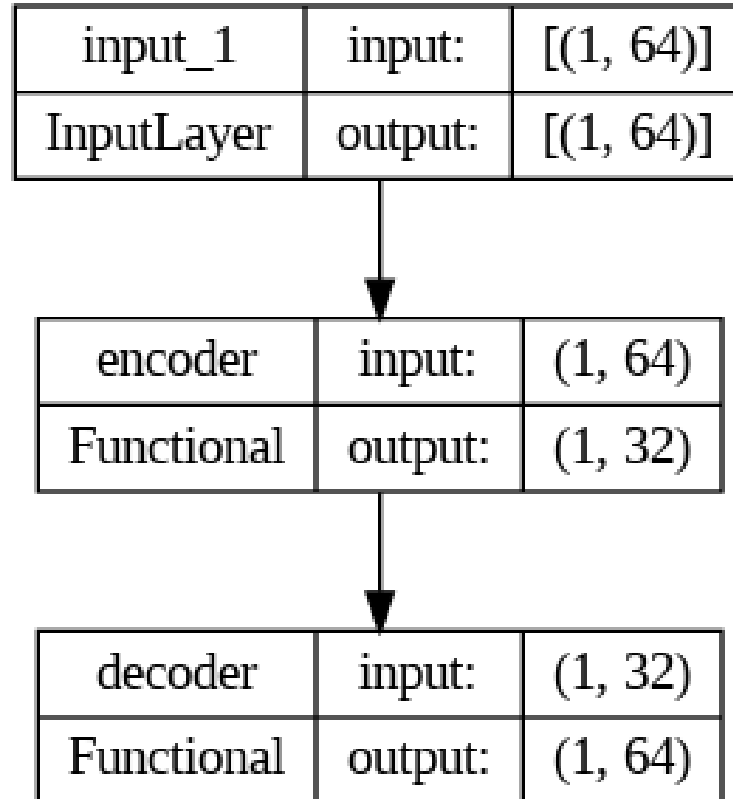 input_1 input: [(1, 64)]
InputLayer output: [(1, 64)]
encoder input: (1, 64)
Functional output: (1, 32)
decoder input: (1, 32)
Functional output: (1, 64)